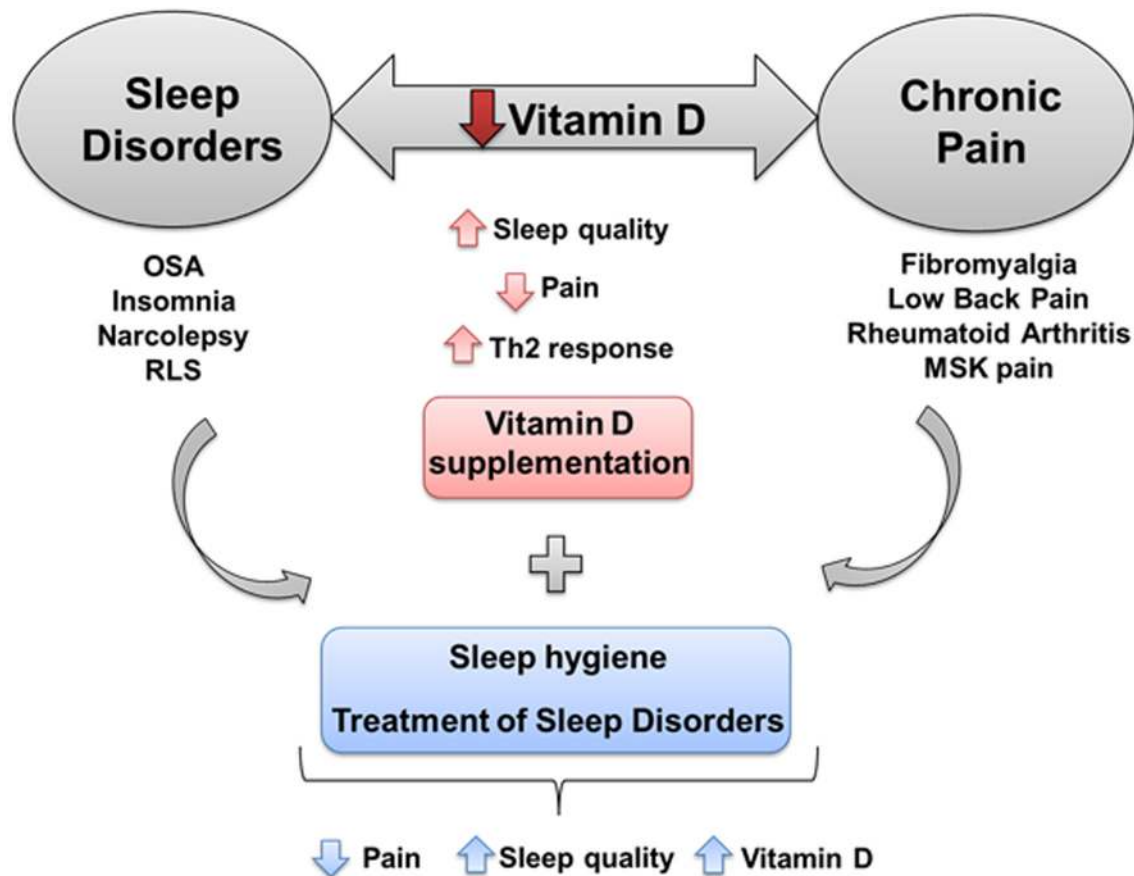 Sleep
Disorders
Vitamin D
Chronic
Pain
OSA
Insomnia
Narcolepsy
RLS
Sleep quality
Pain
Th2 response
Fibromyalgia
Low Back Pain
Rheumatoid Arthritis
MSK pain
Vitamin D
supplementation
Sleep hygiene
Treatment of Sleep Disorders
Pain Sleep quality Vitamin D